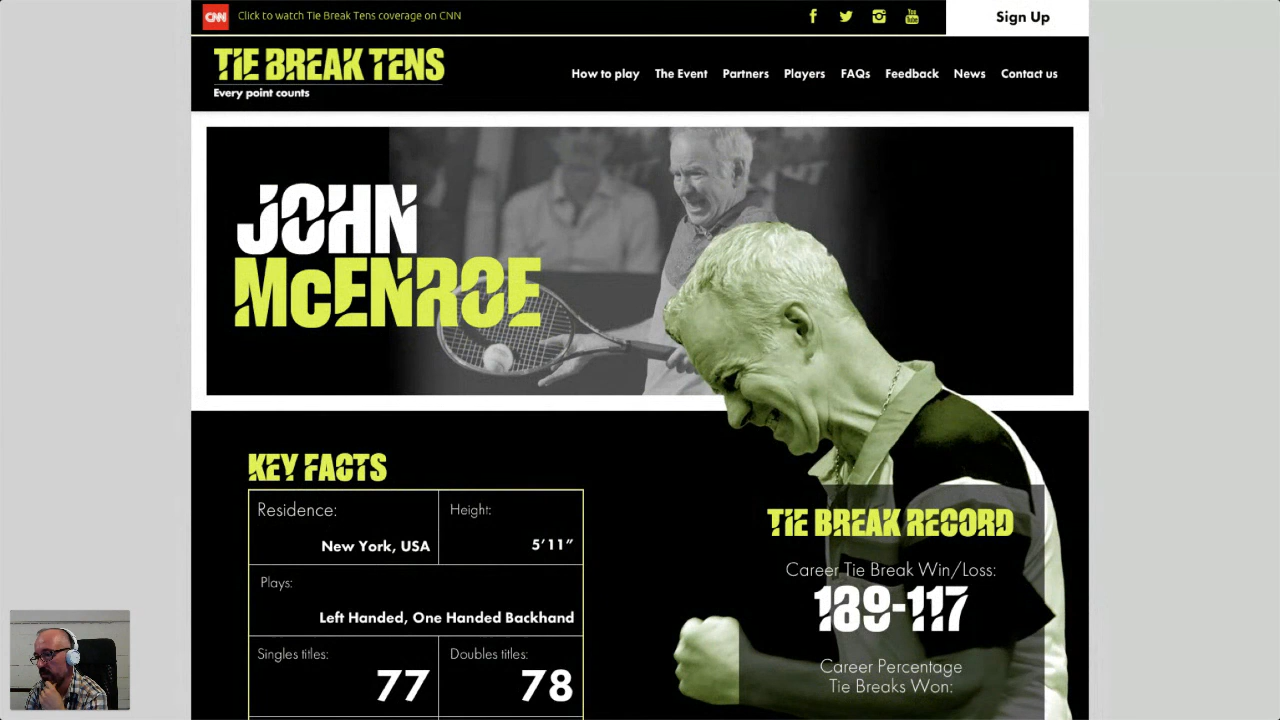 CNN
Click to watch Tie Break Tens coverage on CNN
You Tube
Sign Up
TIE BREAK TENS
Every point counts
How to play The Event Partners Players FAQs Feedback News Contact us
JOHN
McENROE
KEY FACTS
Residence:
New York, USA
Height:
5'11"
Plays:
Left Handed, One Handed Backhand
Singles titles:
77
Doubles titles:
78
TIE BREAK RECORD
Career Tie Break Win/Loss:
189-117
Career Percentage
Tie Breaks Won: